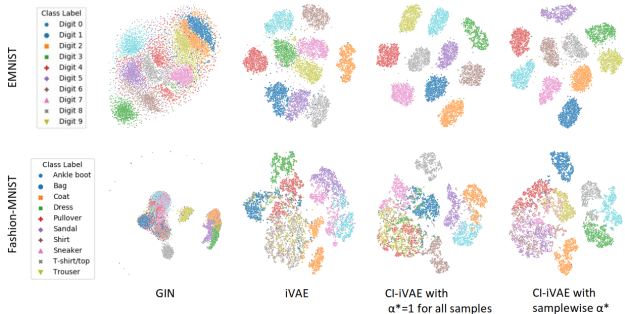 EMNIST
Class Label
Digit 0
Digit 1
Digit 2
Digit 3
Digit 4
Digit 5
Digit 6
Digit 7
Digit 8
Digit 9
Fashion-MNIST
Class Label
Ankle boot
Bag
Coat
Dress
Pullover
Sandal
Shirt
Sneaker
T-shirt/top
Trouser
GIN
iVAE
CI-iVAE with
α*=1 for all samples
CI-iVAE with
samplewise α*